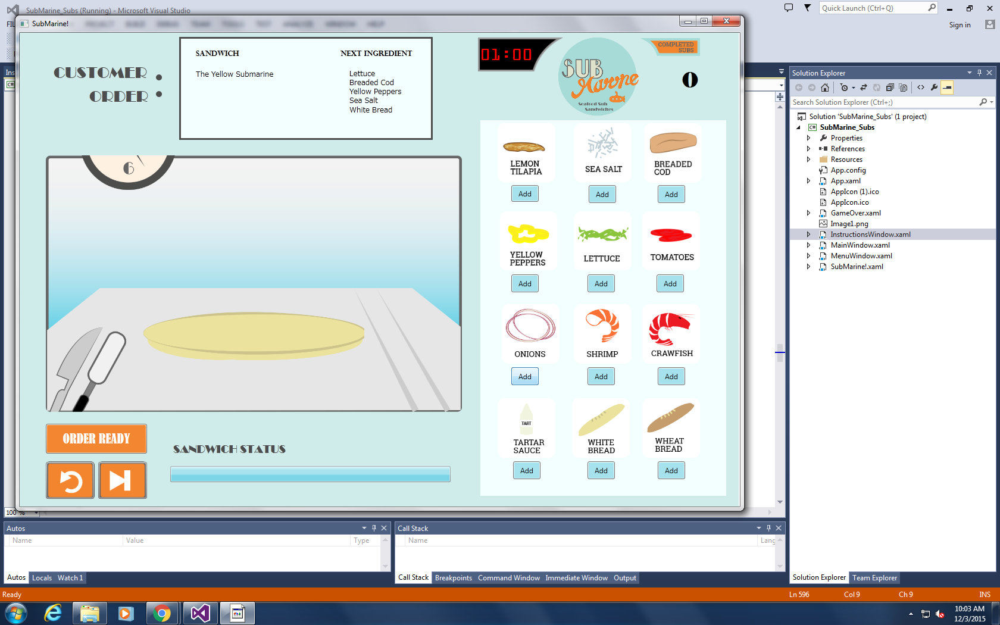 SubMarine_Subs (Running) - Microsoft Visual Studio
Quick Launch (Ctrl+Q)
Sign in
SubMarine!
CUSTOMER :
ORDER
SANDWICH
NEXT INGREDIENT
The Yellow Submarine
Lettuce
Breaded Cod
Yellow Peppers
Sea Salt
White Bread
01:00
SUB
Marine
Seafood Sub
Sandwiches
COMPLETED
SUBS
0
6
LEMON
TILAPIA
Add
SEA SALT
Add
BREADED
COD
Add
YELLOW
PEPPERS
Add
LETTUCE
Add
TOMATOES
Add
ONIONS
Add
SHRIMP
Add
CRAWFISH
Add
TART
TARTAR
SAUCE
Add
WHITE
BREAD
Add
WHEAT
BREAD
Add
ORDER READY
SANDWICH STATUS
100 %
Solution Explorer
Search Solution Explorer (Ctrl+;)
Solution 'SubMarine_Subs' (1 project)
C# SubMarine_Subs
Properties
References
Resources
App.config
App.xaml
AppIcon (1).ico
AppIcon.ico
GameOver.xaml
Image1.png
InstructionsWindow.xaml
MainWindow.xaml
MenuWindow.xaml
SubMarine!.xaml
Solution Explorer
Team Explorer
Autos
Name
Value
Type
Autos
Locals
Watch 1
Call Stack
Name
Lang
Call Stack
Breakpoints
Command Window
Immediate Window
Output
Ready
Ln 596
Col 9
Ch 9
INS
10:03 AM
12/3/2015